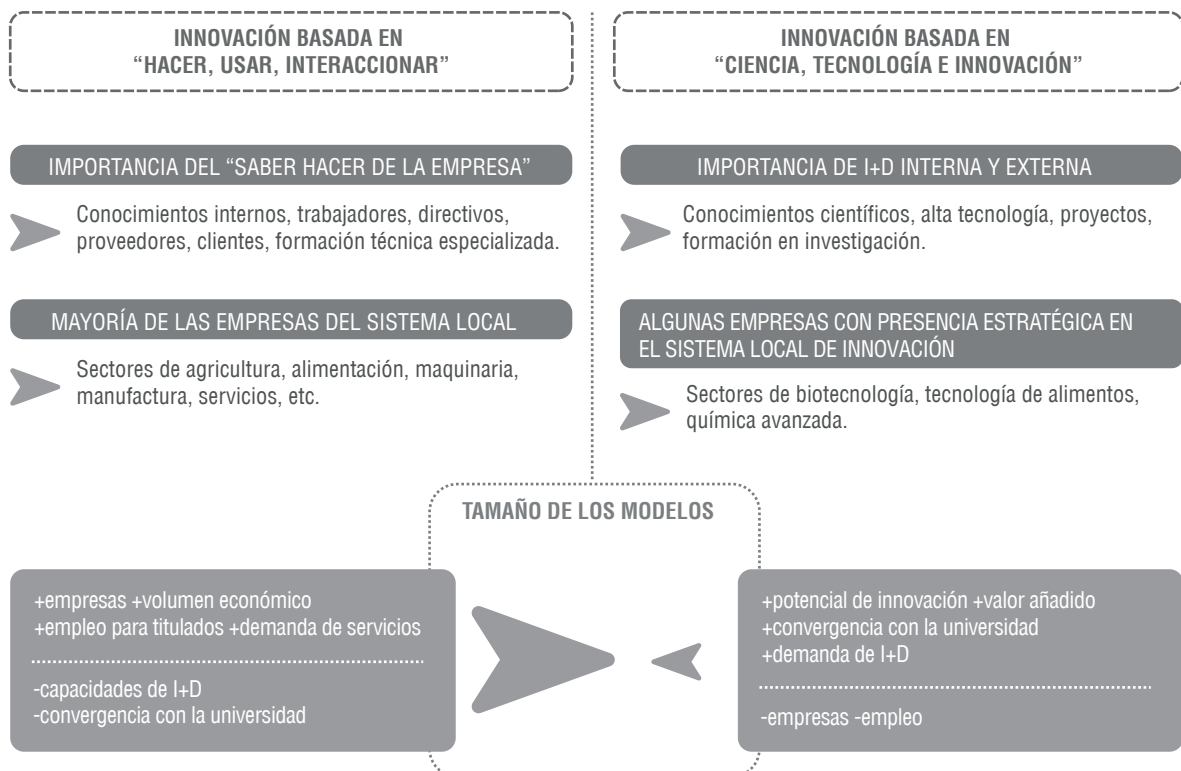 INNOVACIÓN BASADA EN
“HACER, USAR, INTERACCIONAR”
IMPORTANCIA DEL “SABER HACER DE LA EMPRESA”
Conocimientos internos, trabajadores, directivos,
proveedores, clientes, formación técnica especializada.
MAYORÍA DE LAS EMPRESAS DEL SISTEMA LOCAL
Sectores de agricultura, alimentación, maquinaria,
manufactura, servicios, etc.
INNOVACIÓN BASADA EN
“CIENCIA, TECNOLOGÍA E INNOVACIÓN”
IMPORTANCIA DE I+D INTERNA Y EXTERNA
Conocimientos científicos, alta tecnología, proyectos,
formación en investigación.
ALGUNAS EMPRESAS CON PRESENCIA ESTRATÉGICA EN
EL SISTEMA LOCAL DE INNOVACIÓN
Sectores de biotecnología, tecnología de alimentos,
química avanzada.
TAMAÑO DE LOS MODELOS
+empresas +volumen económico
+empleo para titulados +demanda de servicios
-capacidades de I+D
-convergencia con la universidad
+potencial de innovación +valor añadido
+convergencia con la universidad
+demanda de I+D
-empresas -empleo